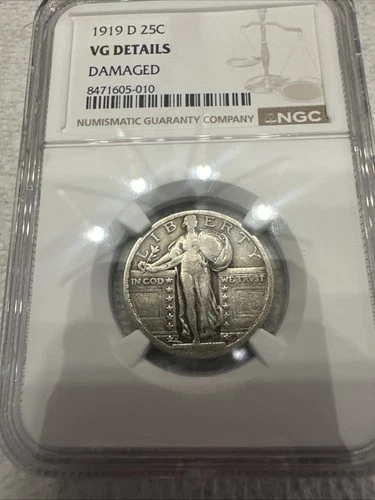 1919 D 25C
VG DETAILS
DAMAGED
8471605-010
NUMISMATIC GUARANTY COMPANY NGC
LIBERTY
IN GOD WE TRUST